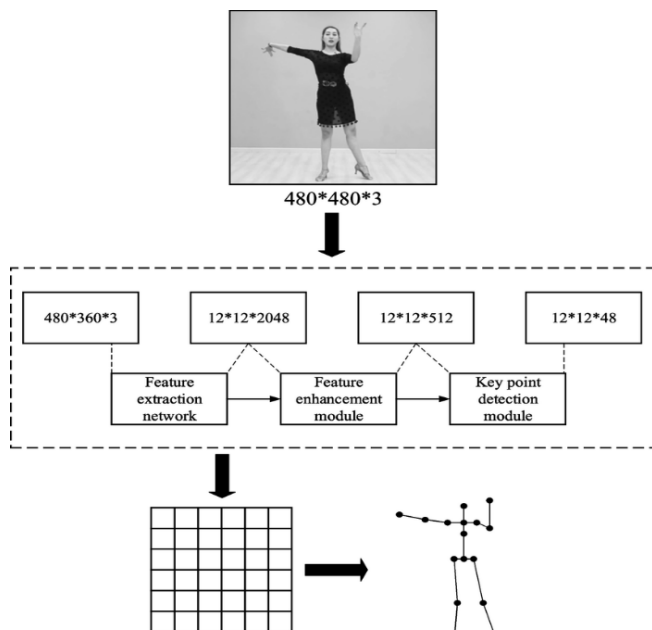 480*480*3
480*360*3
12*12*2048
12*12*512
12*12*48
Feature
extraction
network
Feature
enhancement
module
Key point
detection
module